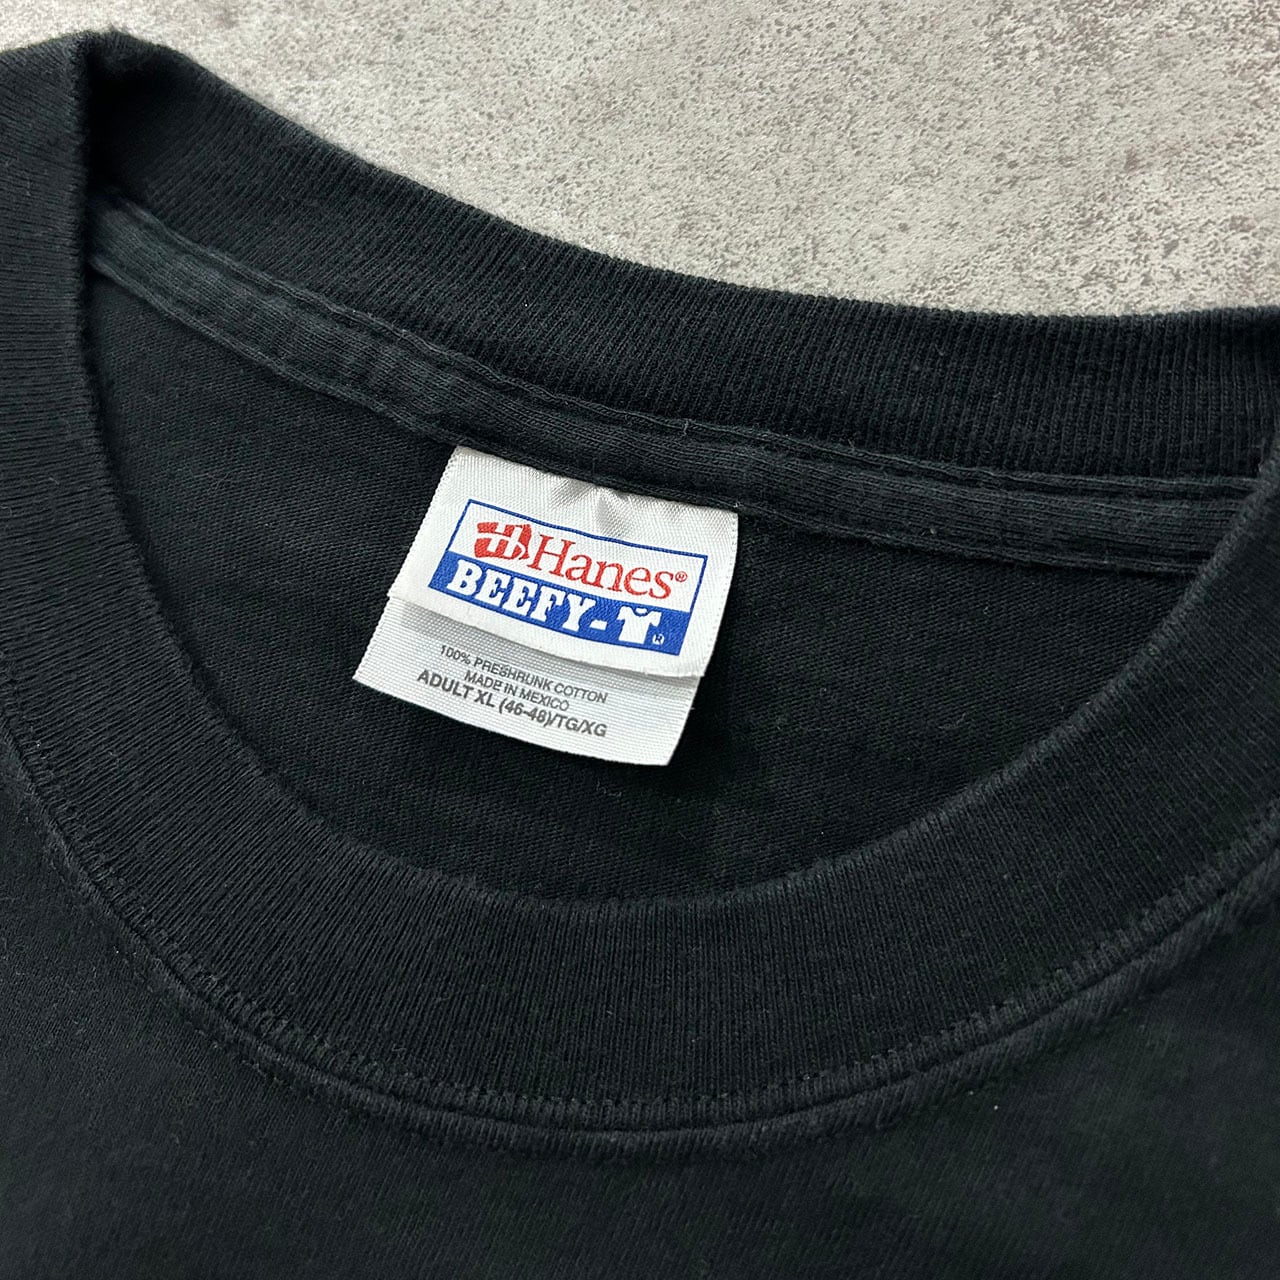 Hanes®
BEEFY-T®
100% PRESHRUNK COTTON
MADE IN MEXICO
ADULT XL (46-48)/TG/XG